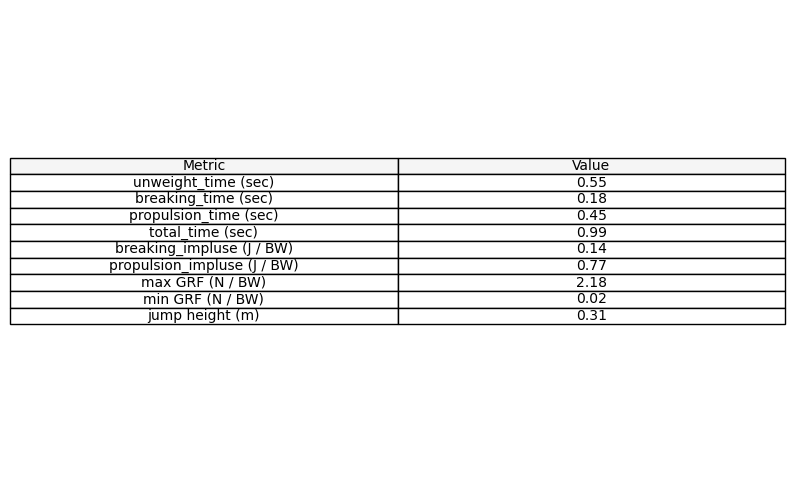 Metric Value
unweight_time (sec) 0.55
breaking_time (sec) 0.18
propulsion_time (sec) 0.45
total_time (sec) 0.99
breaking_impluse (J / BW) 0.14
propulsion_impluse (J / BW) 0.77
max GRF (N / BW) 2.18
min GRF (N / BW) 0.02
jump height (m) 0.31